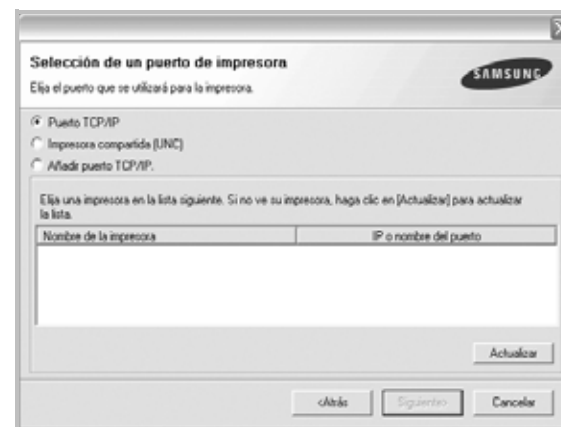 Selección de un puerto de impresora
SAMSUNG
Elija el puerto que se utilizará para la impresora.
Puerto TCP/IP
Impresora compartida (UNC)
Añadir puerto TCP/IP.
Elija una impresora en la lista siguiente. Si no ve su impresora, haga clic en [Actualizar] para actualizar
la lista.
Nombre de la impresora IP o nombre del puerto
Actualizar
<Atrás Siguiente> Cancelar